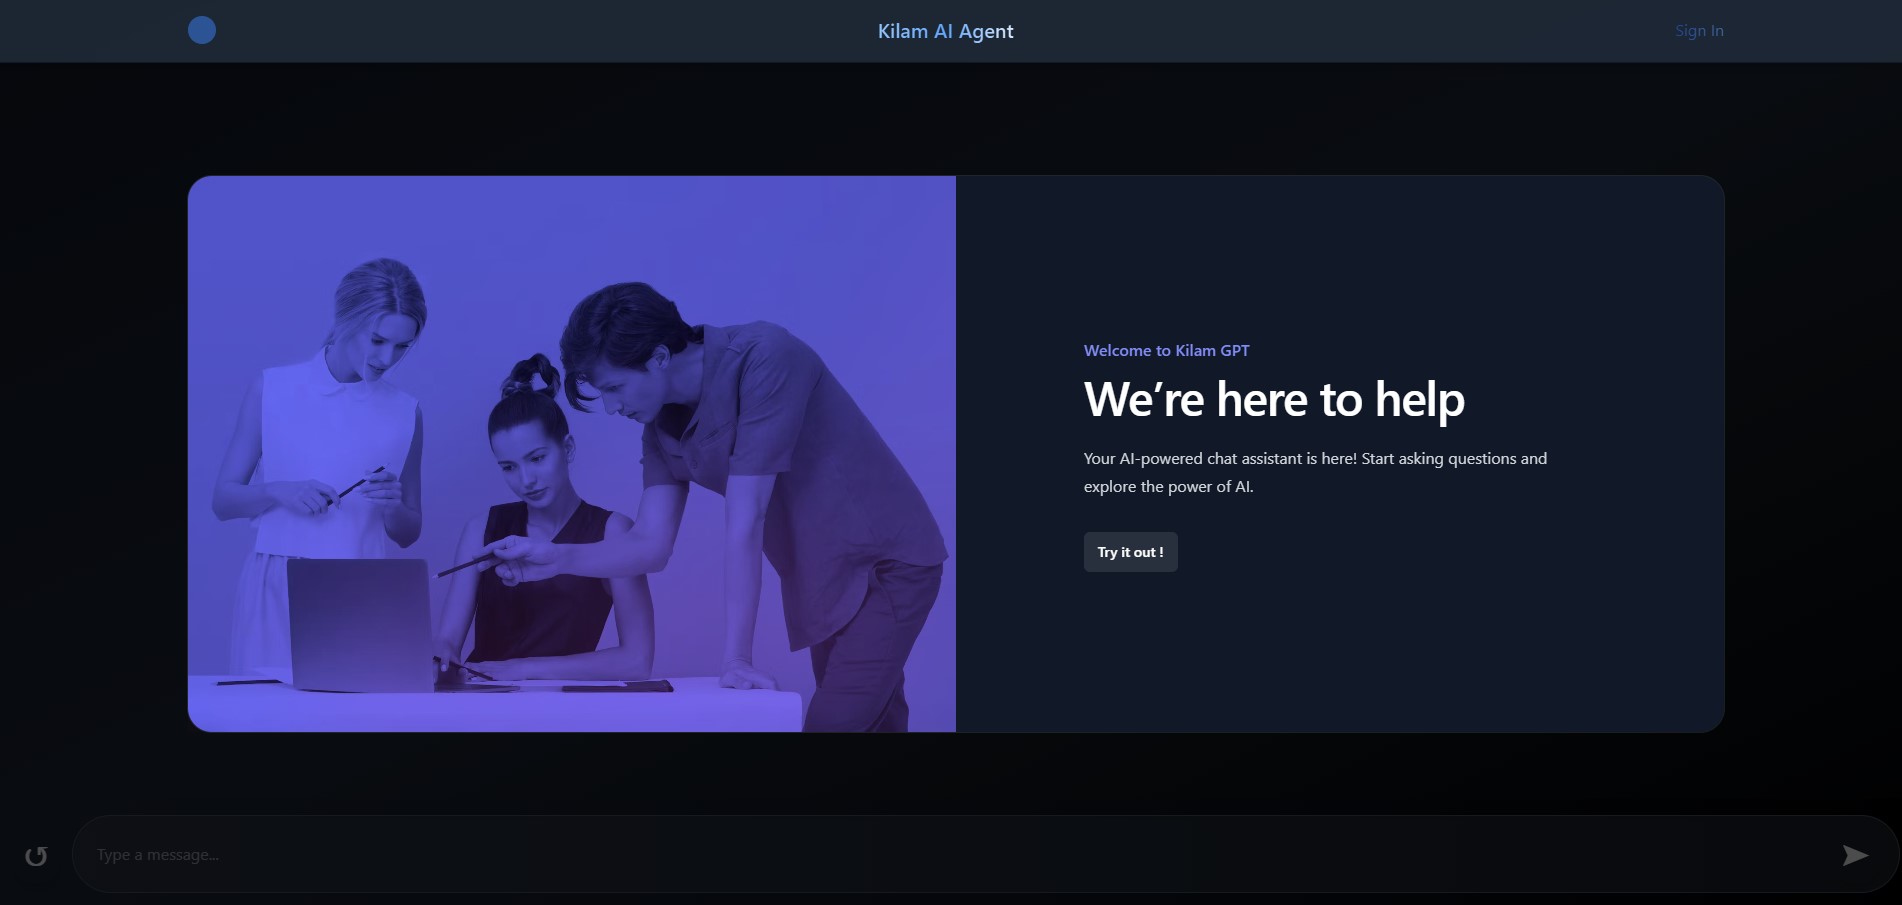 Kilam AI Agent
Sign In
Welcome to Kilam GPT
We’re here to help
Your AI-powered chat assistant is here! Start asking questions and
explore the power of AI.
Try it out !
Type a message...